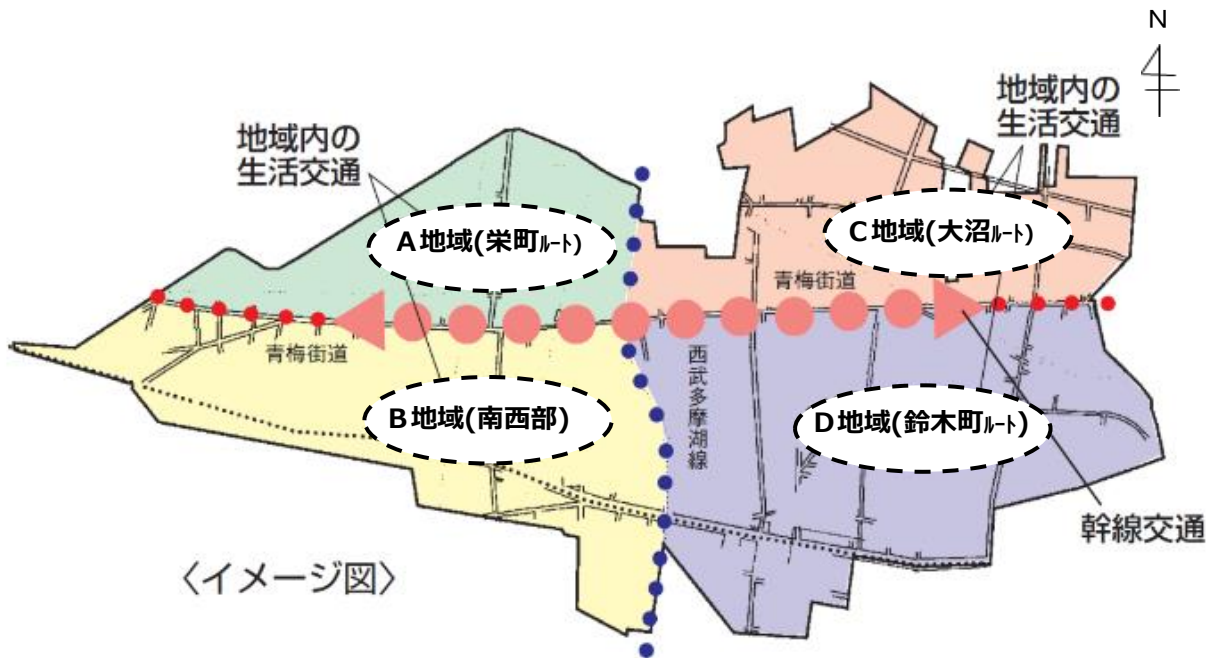 N
地域内の
生活交通
地域内の
生活交通
A地域(栄町ﾙｰﾄ)
C地域(大沼ﾙｰﾄ)
青梅街道
青梅街道
西武多摩湖線
B地域(南西部)
D地域(鈴木町ﾙｰﾄ)
幹線交通
〈イメージ図〉